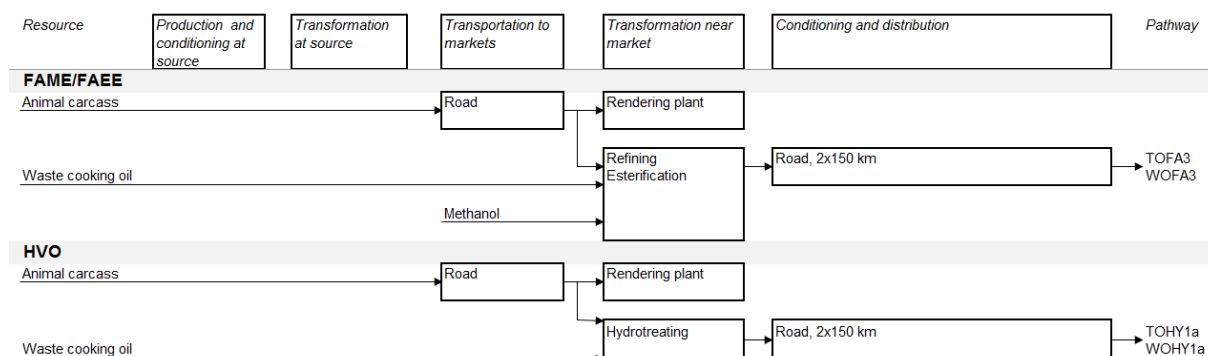 Resource
Production and
conditioning at
source
Transformation
at source
Transportation to
markets
Transformation near
market
Conditioning and distribution
Pathway
FAME/FAEE
Animal carcass
Road
Rendering plant
Refining
Esterification
Road, 2x150 km
TOFA3
WOFA3
Waste cooking oil
Methanol
HVO
Animal carcass
Road
Rendering plant
Hydrotreating
Road, 2x150 km
TOHY1a
WOHY1a
Waste cooking oil